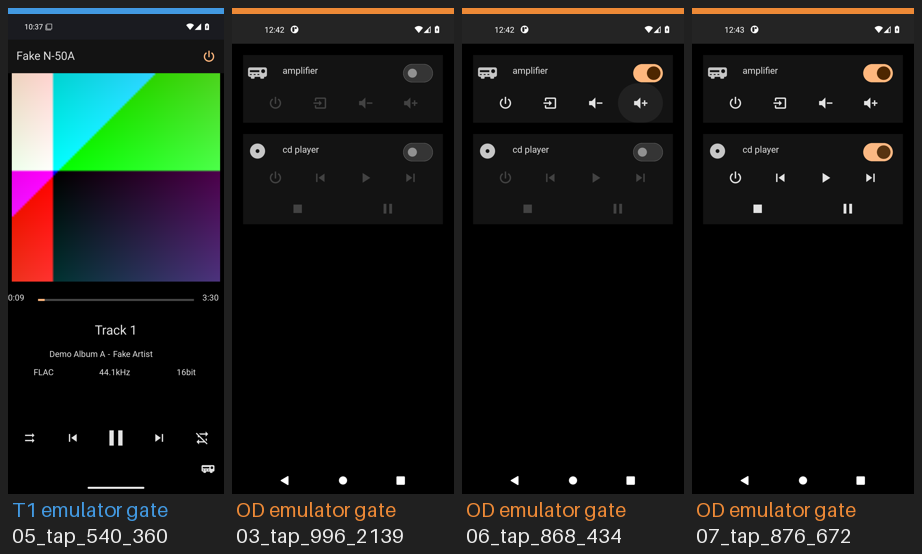 10:37
Fake N-50A
0:09
3:30
Track 1
Demo Album A - Fake Artist
FLAC
44.1kHz
16bit
T1 emulator gate
05_tap_540_360
12:42
amplifier
cd player
OD emulator gate
03_tap_996_2139
12:42
amplifier
cd player
OD emulator gate
06_tap_868_434
12:43
amplifier
cd player
OD emulator gate
07_tap_876_672